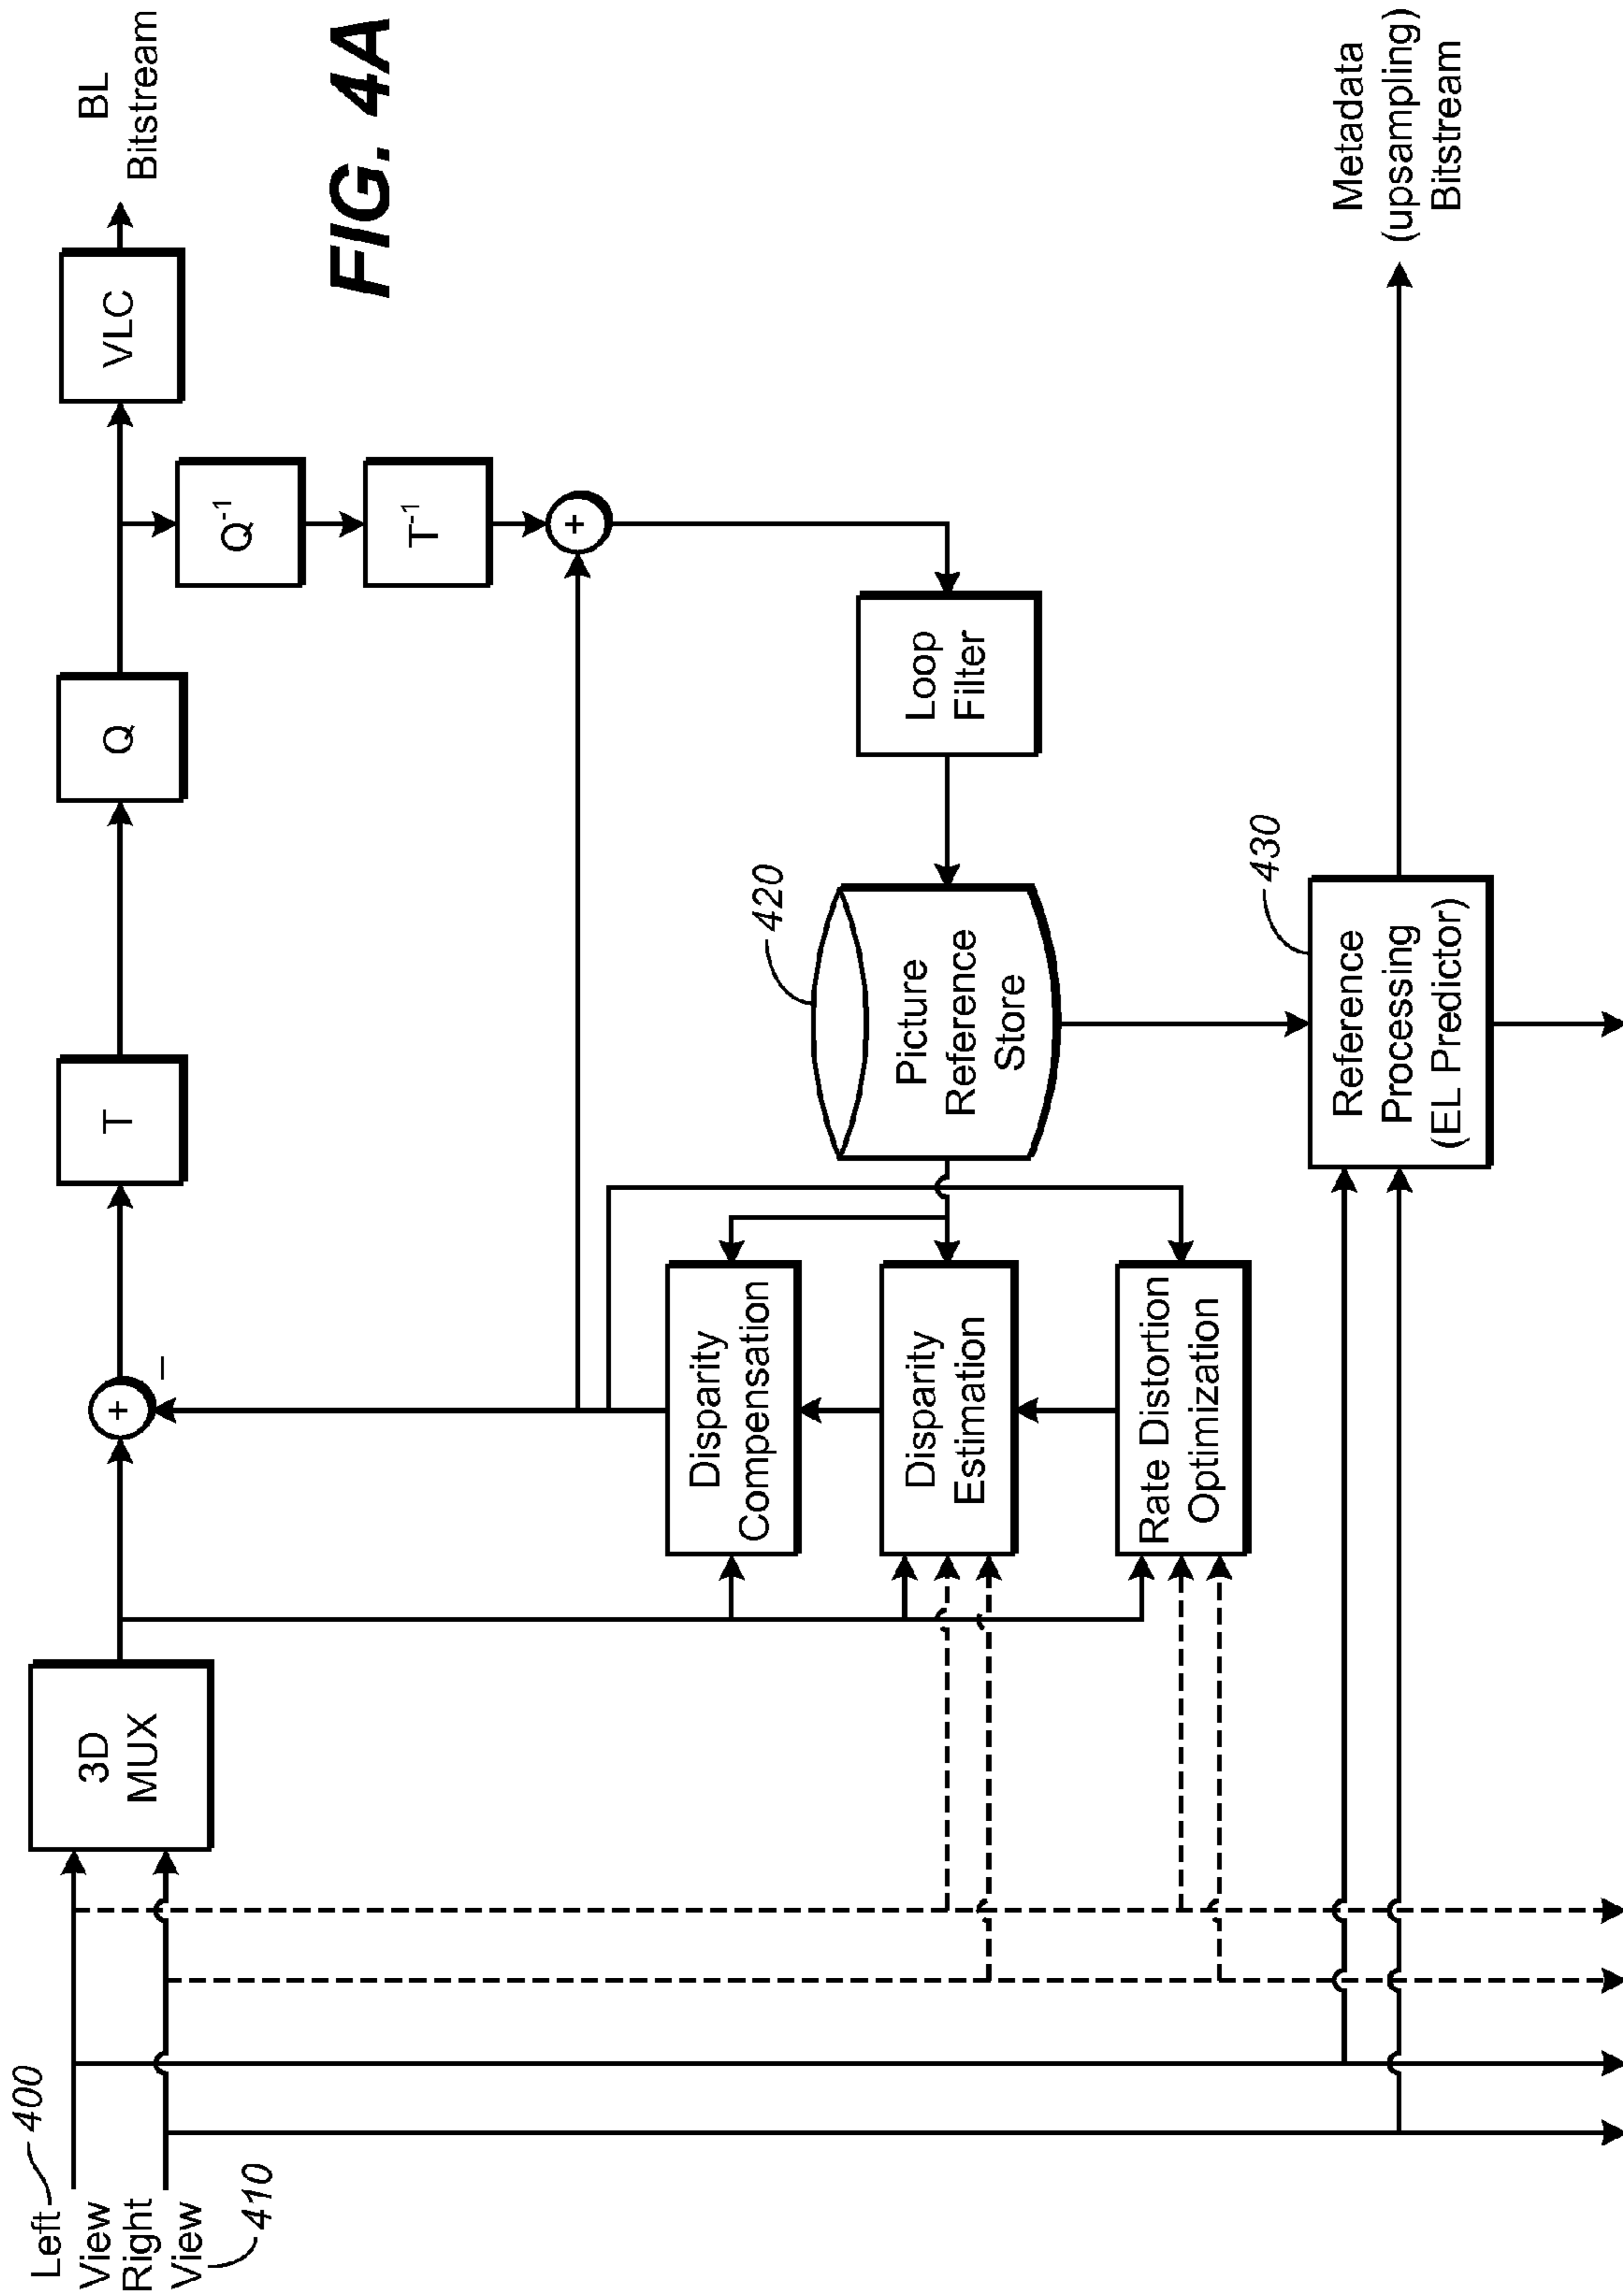 Left
400
View
Right
View
410
3D
MUX
+
−
T
Q
VLC
BL
Bitstream
Q-1
T-1
+
FIG. 4A
Disparity
Compensation
Disparity
Estimation
Rate Distortion
Optimization
420
Picture
Reference
Store
Loop
Filter
430
Reference
Processing
(EL Predictor)
Metadata
(upsampling)
Bitstream